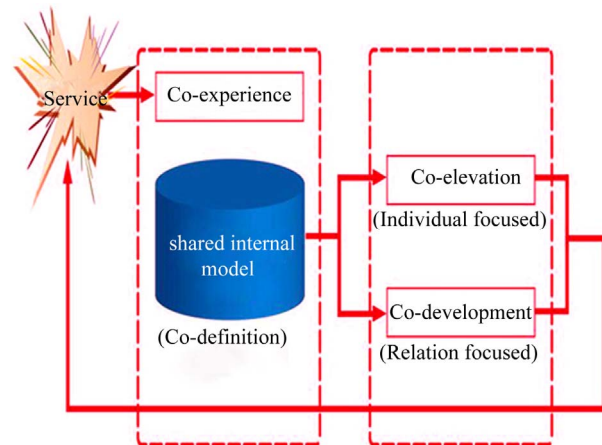 Service
Co-experience
shared internal
model
(Co-definition)
Co-elevation
(Individual focused)
Co-development
(Relation focused)